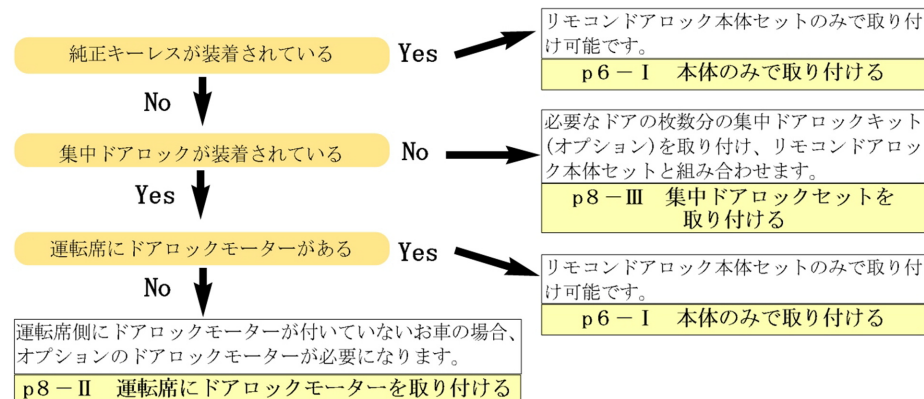 純正キーレスが装着されている
Yes
リモコンドアロック本体セットのみで取り付
け可能です。
p6－Ⅰ　本体のみで取り付ける
No
集中ドアロックが装着されている
No
必要なドアの枚数分の集中ドアロックキット
(オプション)を取り付け、リモコンドアロッ
ク本体セットと組み合わせます。
p8－Ⅲ　集中ドアロックセットを
取り付ける
Yes
運転席にドアロックモーターがある
Yes
リモコンドアロック本体セットのみで取り付
け可能です。
p6－Ⅰ　本体のみで取り付ける
No
運転席側にドアロックモーターが付いていないお車の場合、
オプションのドアロックモーターが必要になります。
p8－Ⅱ　運転席にドアロックモーターを取り付ける